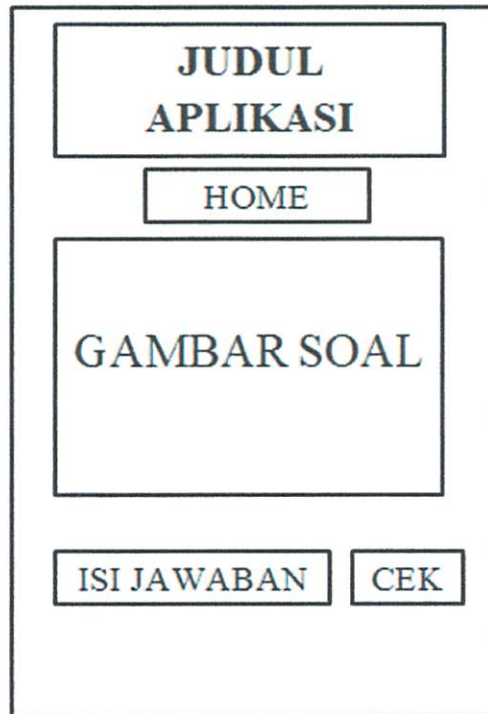 JUDUL
APLIKASI
HOME
GAMBAR SOAL
ISI JAWABAN
CEK